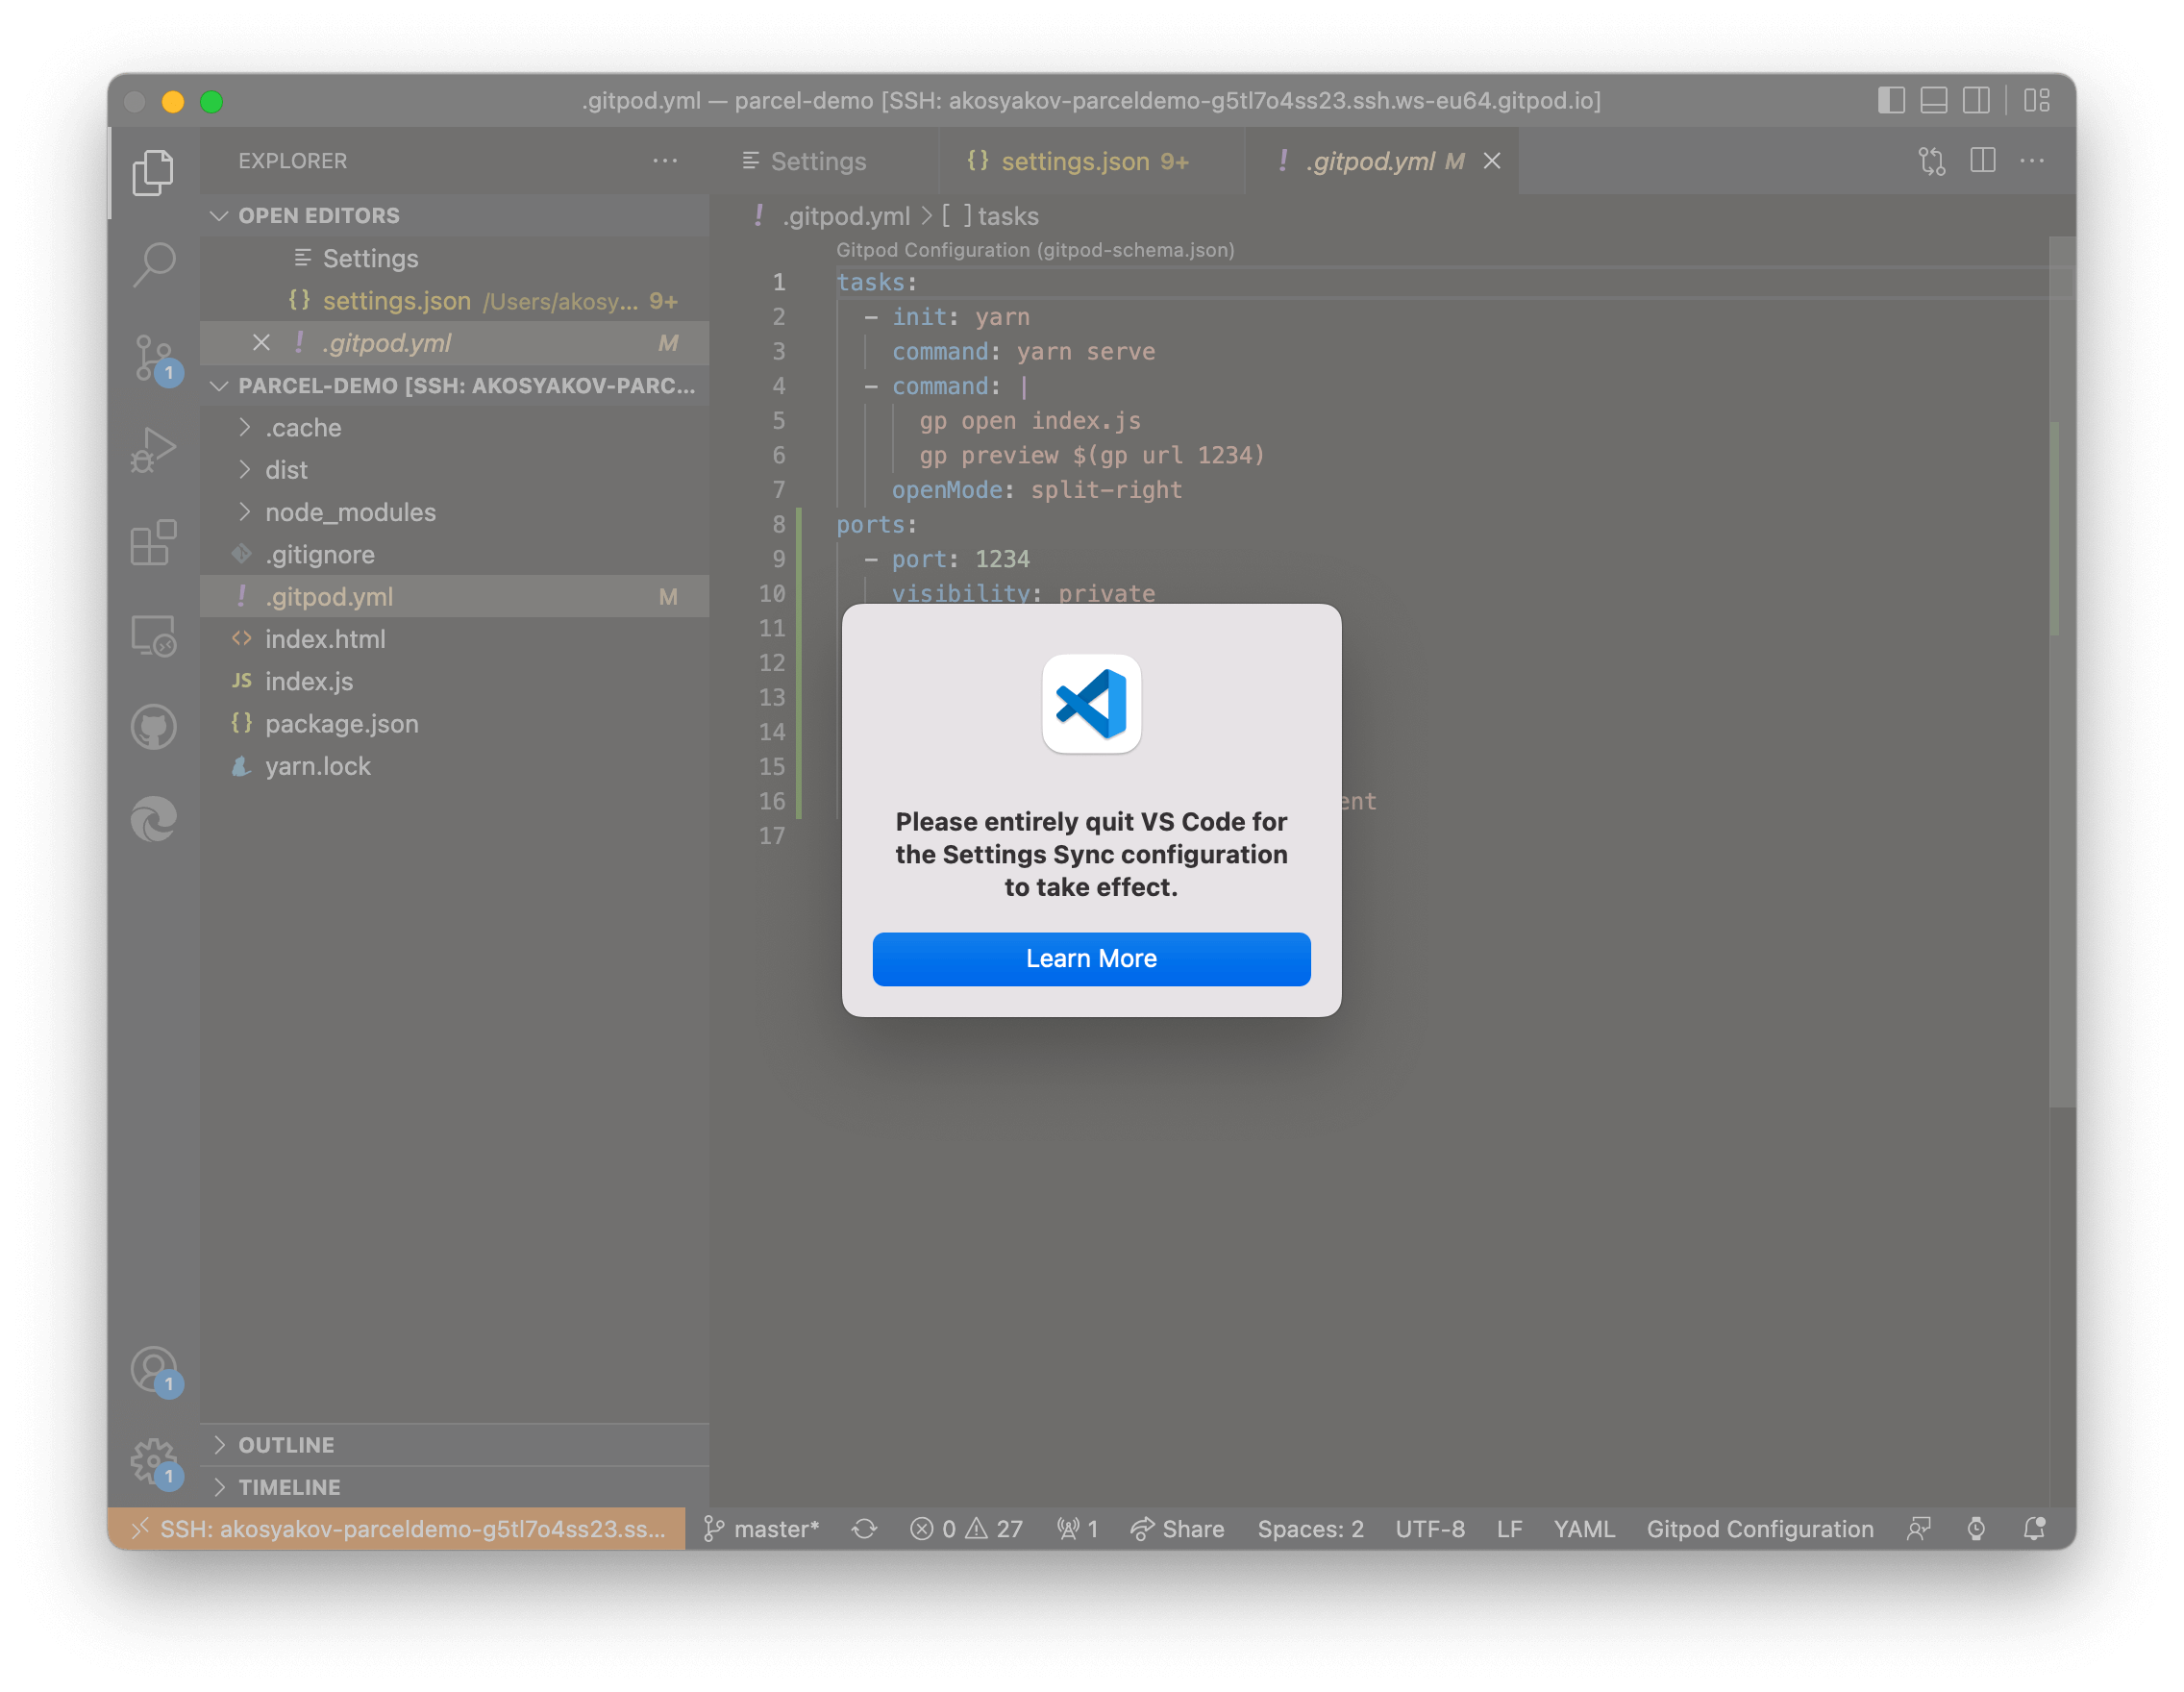 .gitpod.yml — parcel-demo [SSH: akosyakov-parceldemo-g5tl7o4ss23.ssh.ws-eu64.gitpod.io]
EXPLORER
OPEN EDITORS
Settings
{} settings.json /Users/akosy... 9+
! .gitpod.yml M
PARCEL-DEMO [SSH: AKOSYAKOV-PARC...
.cache
dist
node_modules
.gitignore
! .gitpod.yml M
<> index.html
JS index.js
{} package.json
yarn.lock
OUTLINE
TIMELINE
1
1
1
Settings
{} settings.json 9+
! .gitpod.yml M
! .gitpod.yml > [ ] tasks
Gitpod Configuration (gitpod-schema.json)
1 tasks:
2 - init: yarn
3 command: yarn serve
4 - command: |
5 gp open index.js
6 gp preview $(gp url 1234)
7 openMode: split-right
8 ports:
9 - port: 1234
10 visibility: private
11
12
13
14
15
16 ent
17
Please entirely quit VS Code for
the Settings Sync configuration
to take effect.
Learn More
SSH: akosyakov-parceldemo-g5tl7o4ss23.ss... master* 0 27 1 Share Spaces: 2 UTF-8 LF YAML Gitpod Configuration